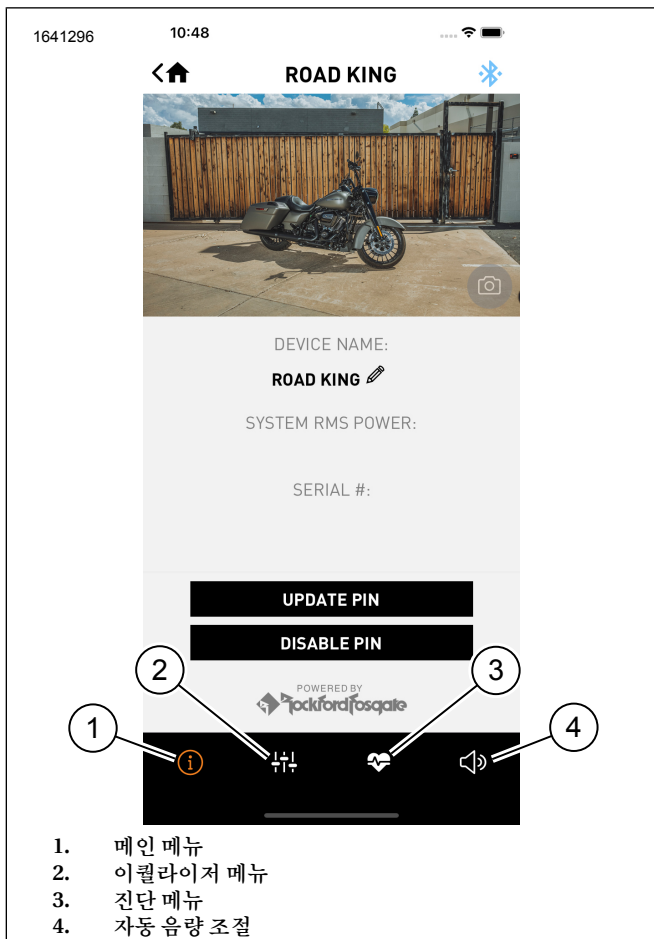 1641296
10:48
ROAD KING
DEVICE NAME:
ROAD KING
SYSTEM RMS POWER:
SERIAL #:
UPDATE PIN
DISABLE PIN
POWERED BY
Rockford Fosgate
1
2
3
4
1. 메인 메뉴
2. 이퀄라이저 메뉴
3. 진단 메뉴
4. 자동 음량 조절